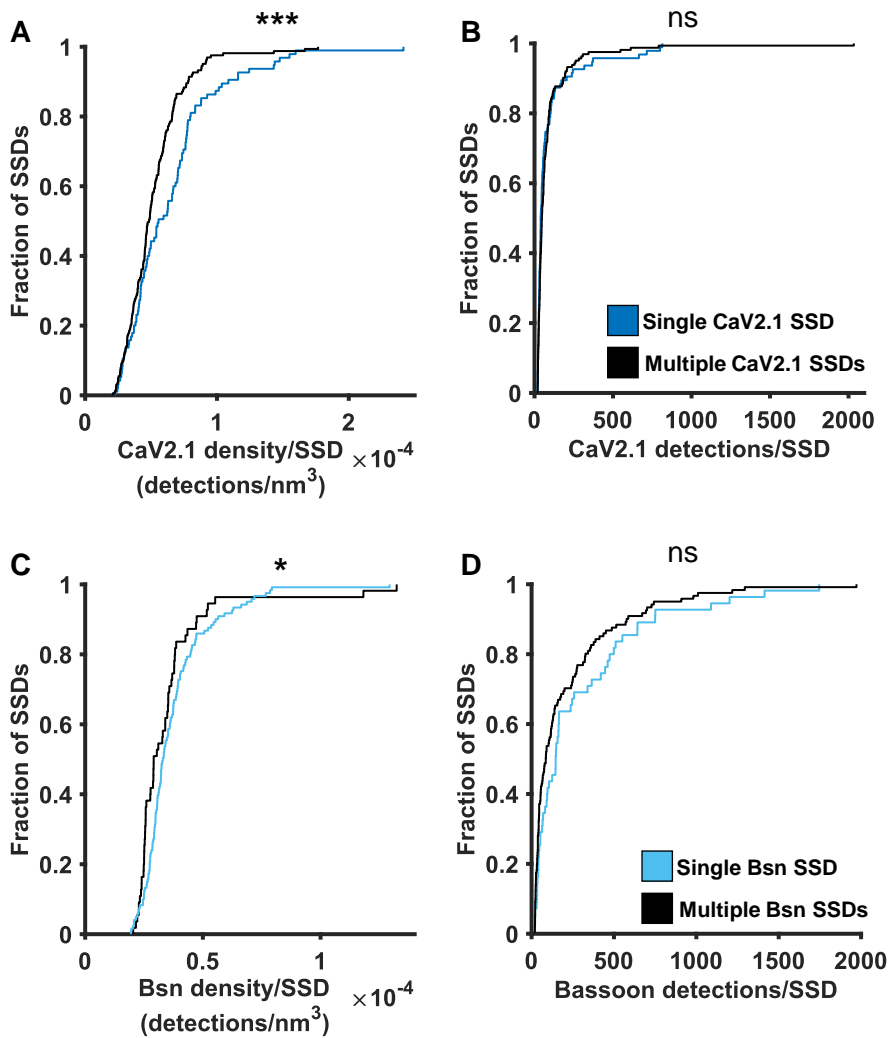 A
***
1
0.8
0.6
0.4
0.2
0
Fraction of SSDs
0
1
2
CaV2.1 density/SSD
×10⁻⁴
(detections/nm³)
B
ns
1
0.8
0.6
0.4
0.2
0
Fraction of SSDs
Single CaV2.1 SSD
Multiple CaV2.1 SSDs
0
500
1000
1500
2000
CaV2.1 detections/SSD
C
*
1
0.8
0.6
0.4
0.2
0
Fraction of SSDs
0
0.5
1
Bsn density/SSD
×10⁻⁴
(detections/nm³)
D
ns
1
0.8
0.6
0.4
0.2
0
Fraction of SSDs
Single Bsn SSD
Multiple Bsn SSDs
0
500
1000
1500
2000
Bassoon detections/SSD